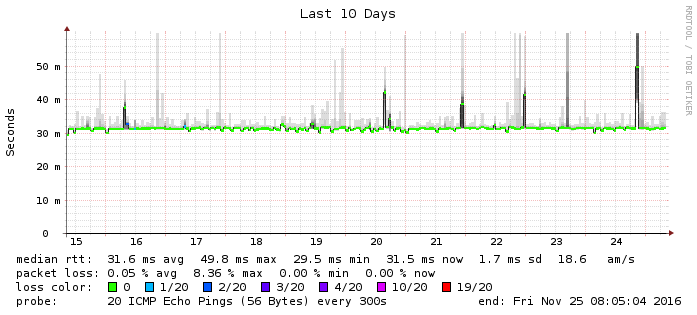 Last 10 Days
RRDTOOL / TOBI OETIKER
Seconds
50 m
40 m
30 m
20 m
10 m
0
15 16 17 18 19 20 21 22 23 24
median rtt: 31.6 ms avg 49.8 ms max 29.5 ms min 31.5 ms now 1.7 ms sd 18.6 am/s
packet loss: 0.05 % avg 8.36 % max 0.00 % min 0.00 % now
loss color: 0 1/20 2/20 3/20 4/20 10/20 19/20
probe: 20 ICMP Echo Pings (56 Bytes) every 300s end: Fri Nov 25 08:05:04 2016